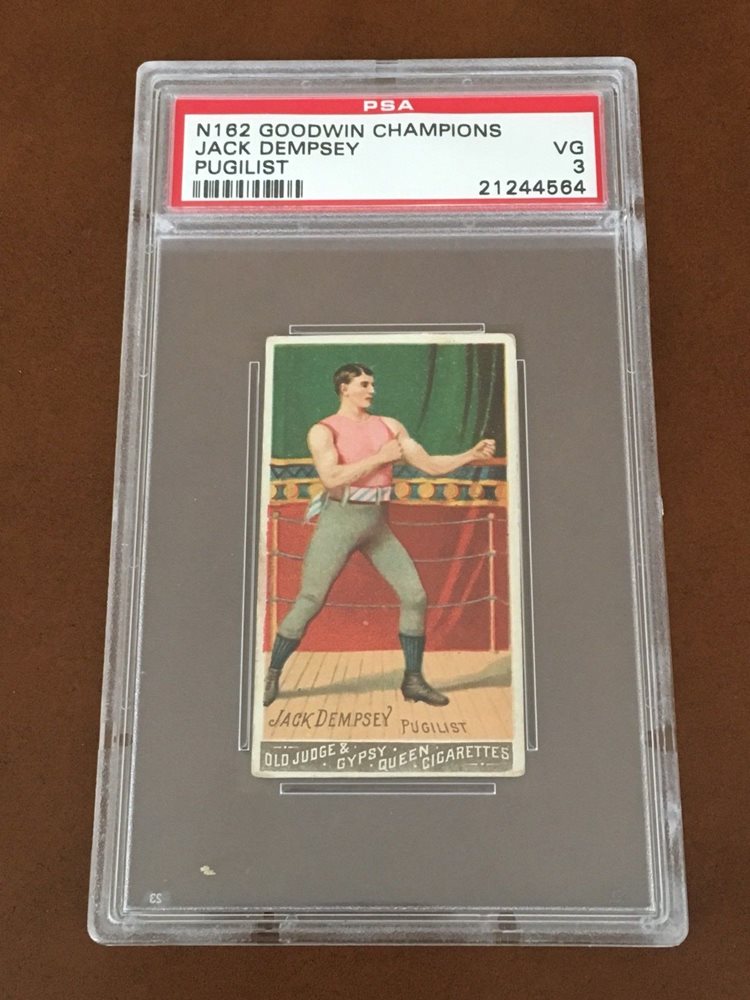 PSA
N162 GOODWIN CHAMPIONS
JACK DEMPSEY VG
PUGILIST 3
21244564
JACK DEMPSEY PUGILIST
OLD JUDGE & GYPSY QUEEN CIGARETTES